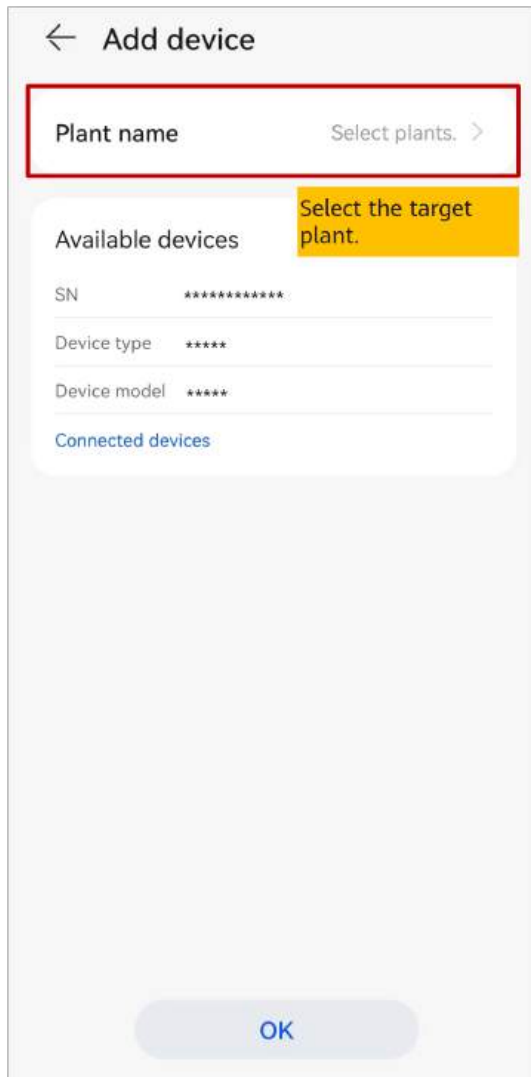 Add device
Plant name Select plants.
Select the target
plant.
Available devices
SN ************
Device type *****
Device model *****
Connected devices
OK